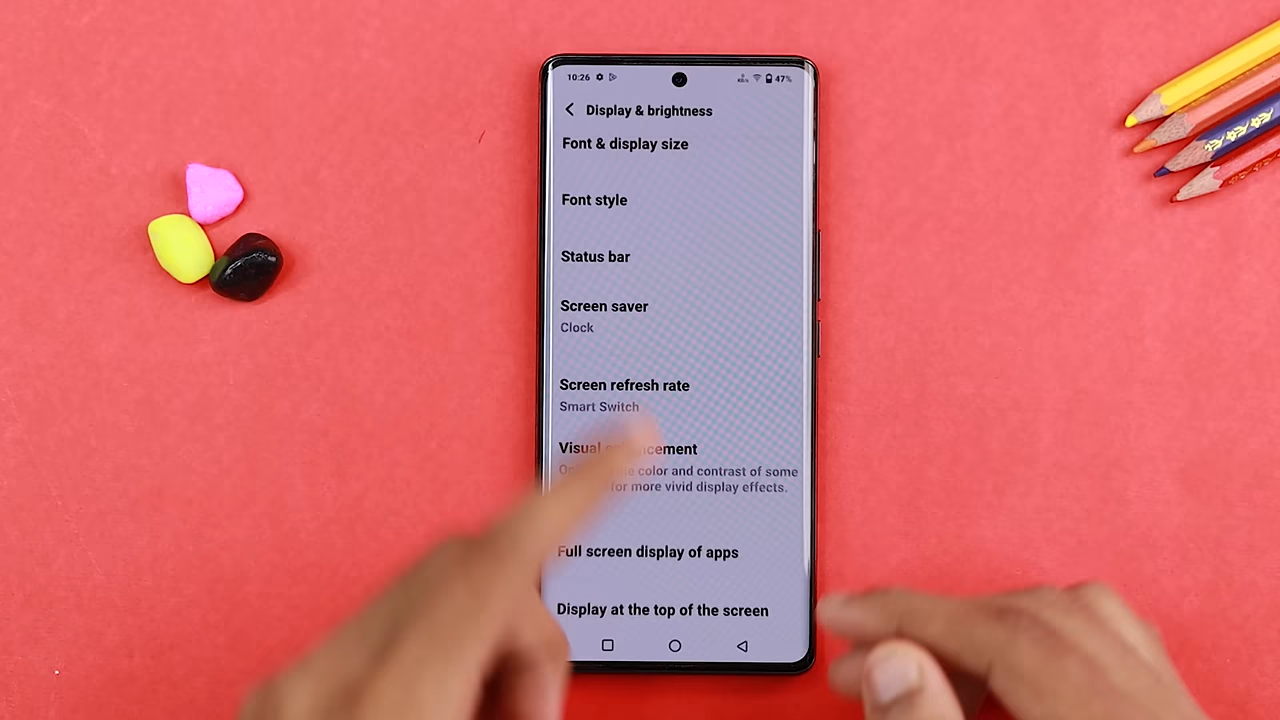 10:26
47%
Display & brightness
Font & display size
Font style
Status bar
Screen saver
Clock
Screen refresh rate
Smart Switch
Visual enhancement
color and contrast of some
for more vivid display effects.
Full screen display of apps
Display at the top of the screen